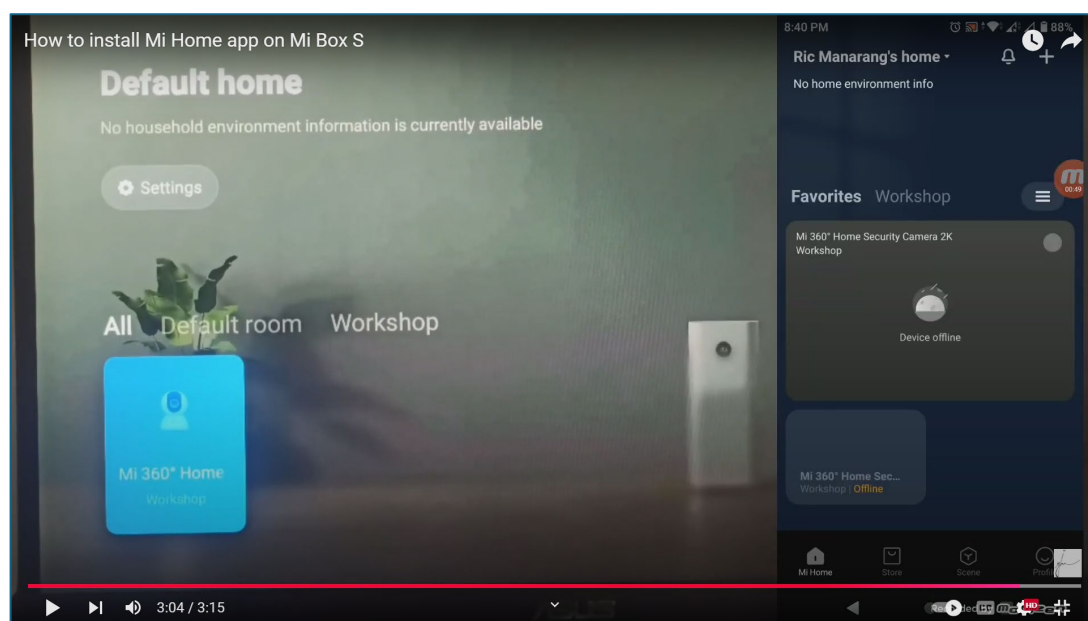 How to install Mi Home app on Mi Box S
Default home
No household environment information is currently available
Settings
All Default room Workshop
Mi 360° Home
Workshop
8:40 PM 88%
Ric Manarang's home
No home environment info
00:49
Favorites Workshop
Mi 360° Home Security Camera 2K
Workshop
Device offline
Mi 360° Home Sec...
Workshop | Offline
Mi Home Store Scene
3:04 / 3:15
HD